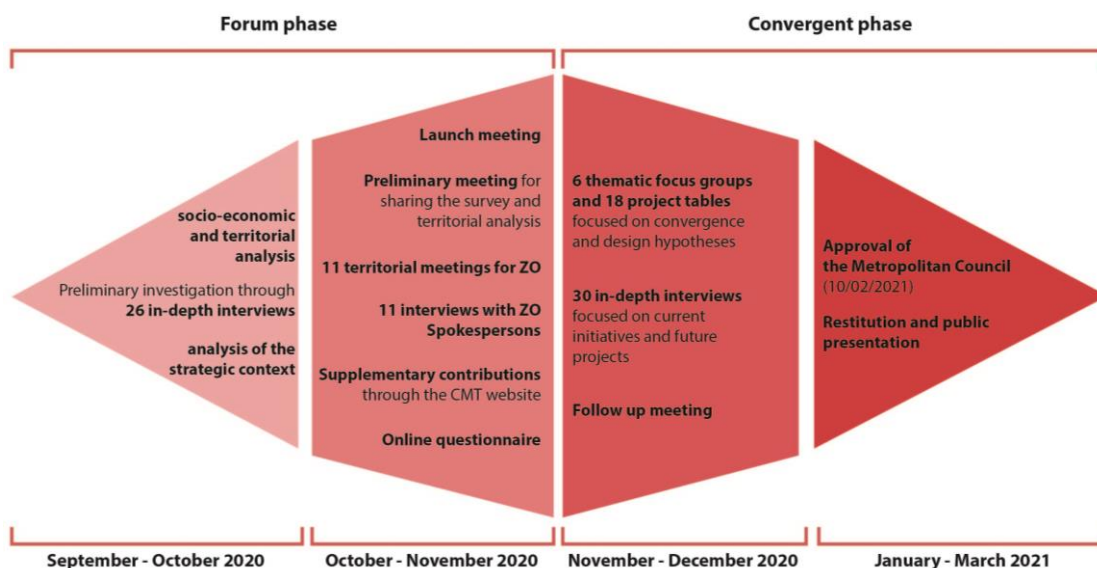 Forum phase
Convergent phase
socio-economic
and territorial
analysis
Preliminary investigation through
26 in-depth interviews
analysis of the
strategic context
Launch meeting
Preliminary meeting for
sharing the survey and
territorial analysis
11 territorial meetings for ZO
11 interviews with ZO
Spokespersons
Supplementary contributions
through the CMT website
Online questionnaire
6 thematic focus groups
and 18 project tables
focused on convergence
and design hypotheses
30 in-depth interviews
focused on current
initiatives and future
projects
Follow up meeting
Approval of
the Metropolitan Council
(10/02/2021)
Restitution and public
presentation
September - October 2020
October - November 2020
November - December 2020
January - March 2021